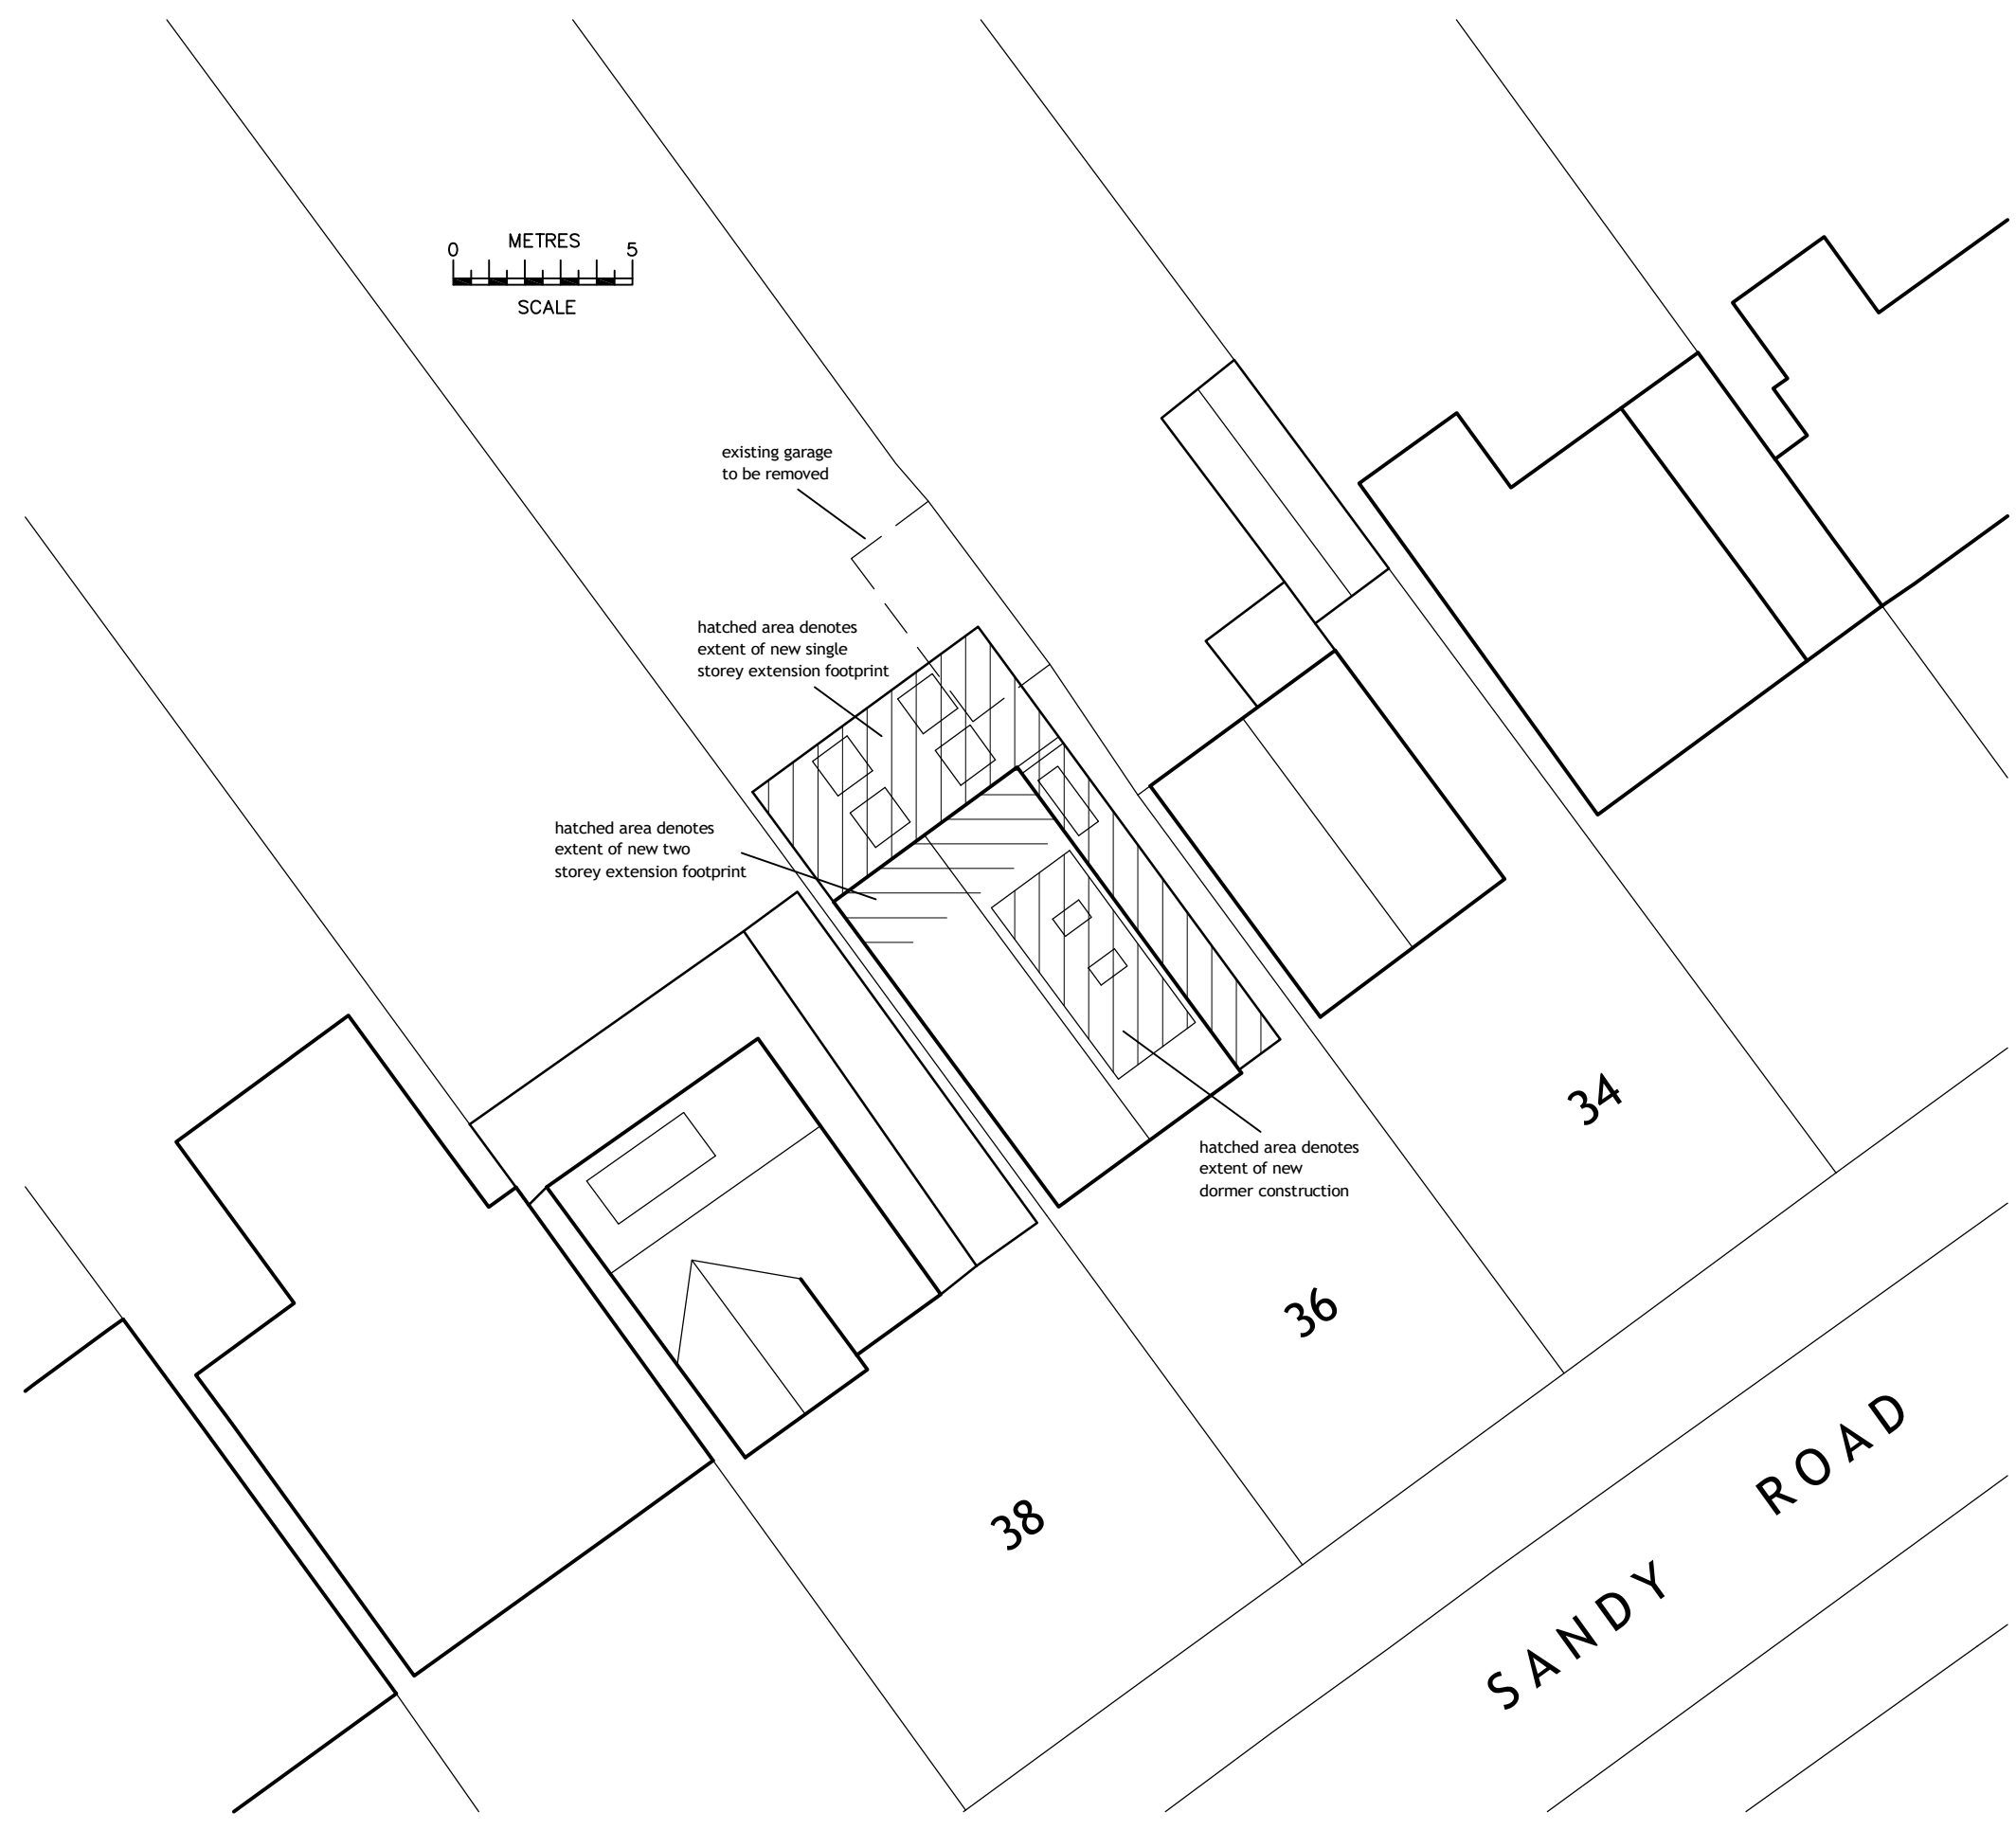 METRES
0 5
SCALE
existing garage
to be removed
hatched area denotes
extent of new single
storey extension footprint
hatched area denotes
extent of new two
storey extension footprint
hatched area denotes
extent of new
dormer construction
34
36
38
SANDY ROAD